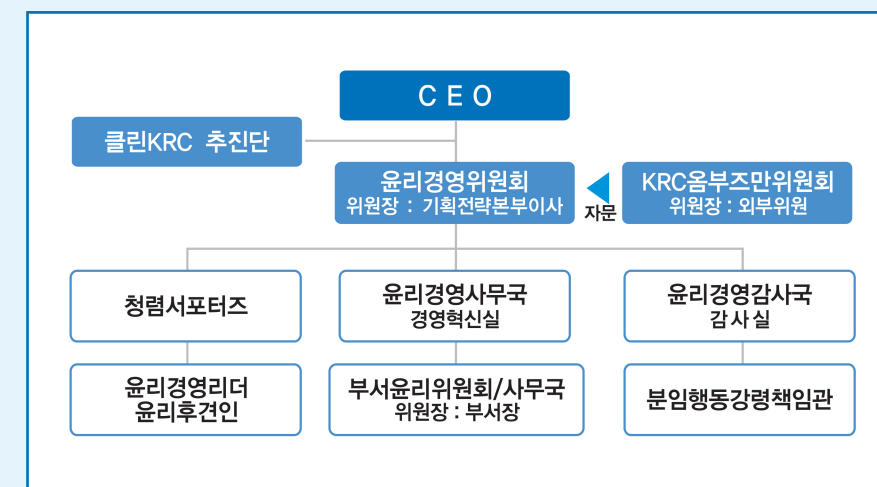 CEO
클린KRC 추진단
윤리경영위원회
위원장 : 기획전략본부이사
자문
KRC옴부즈만위원회
위원장 : 외부위원
청렴서포터즈
윤리경영사무국
경영혁신실
윤리경영감사국
감사실
윤리경영리더
윤리후견인
부서윤리위원회/사무국
위원장 : 부서장
분임행동강령책임관